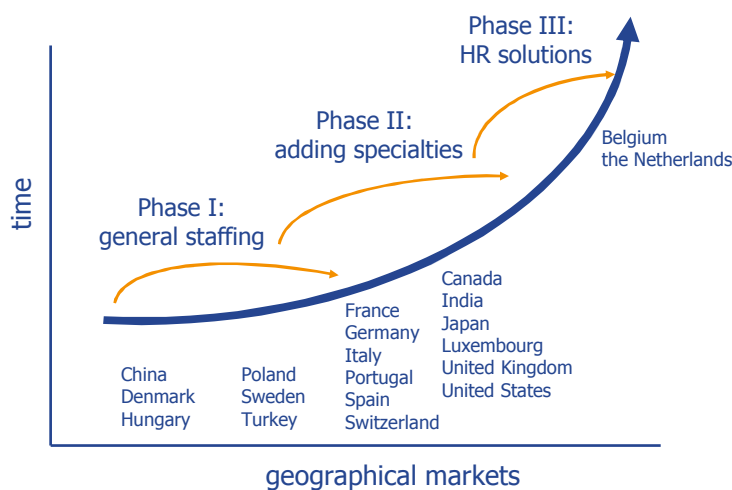 Phase III:
HR solutions
Phase II:
adding specialties
Belgium
the Netherlands
Phase I:
general staffing
time
China
Denmark
Hungary
Poland
Sweden
Turkey
France
Germany
Italy
Portugal
Spain
Switzerland
Canada
India
Japan
Luxembourg
United Kingdom
United States
geographical markets